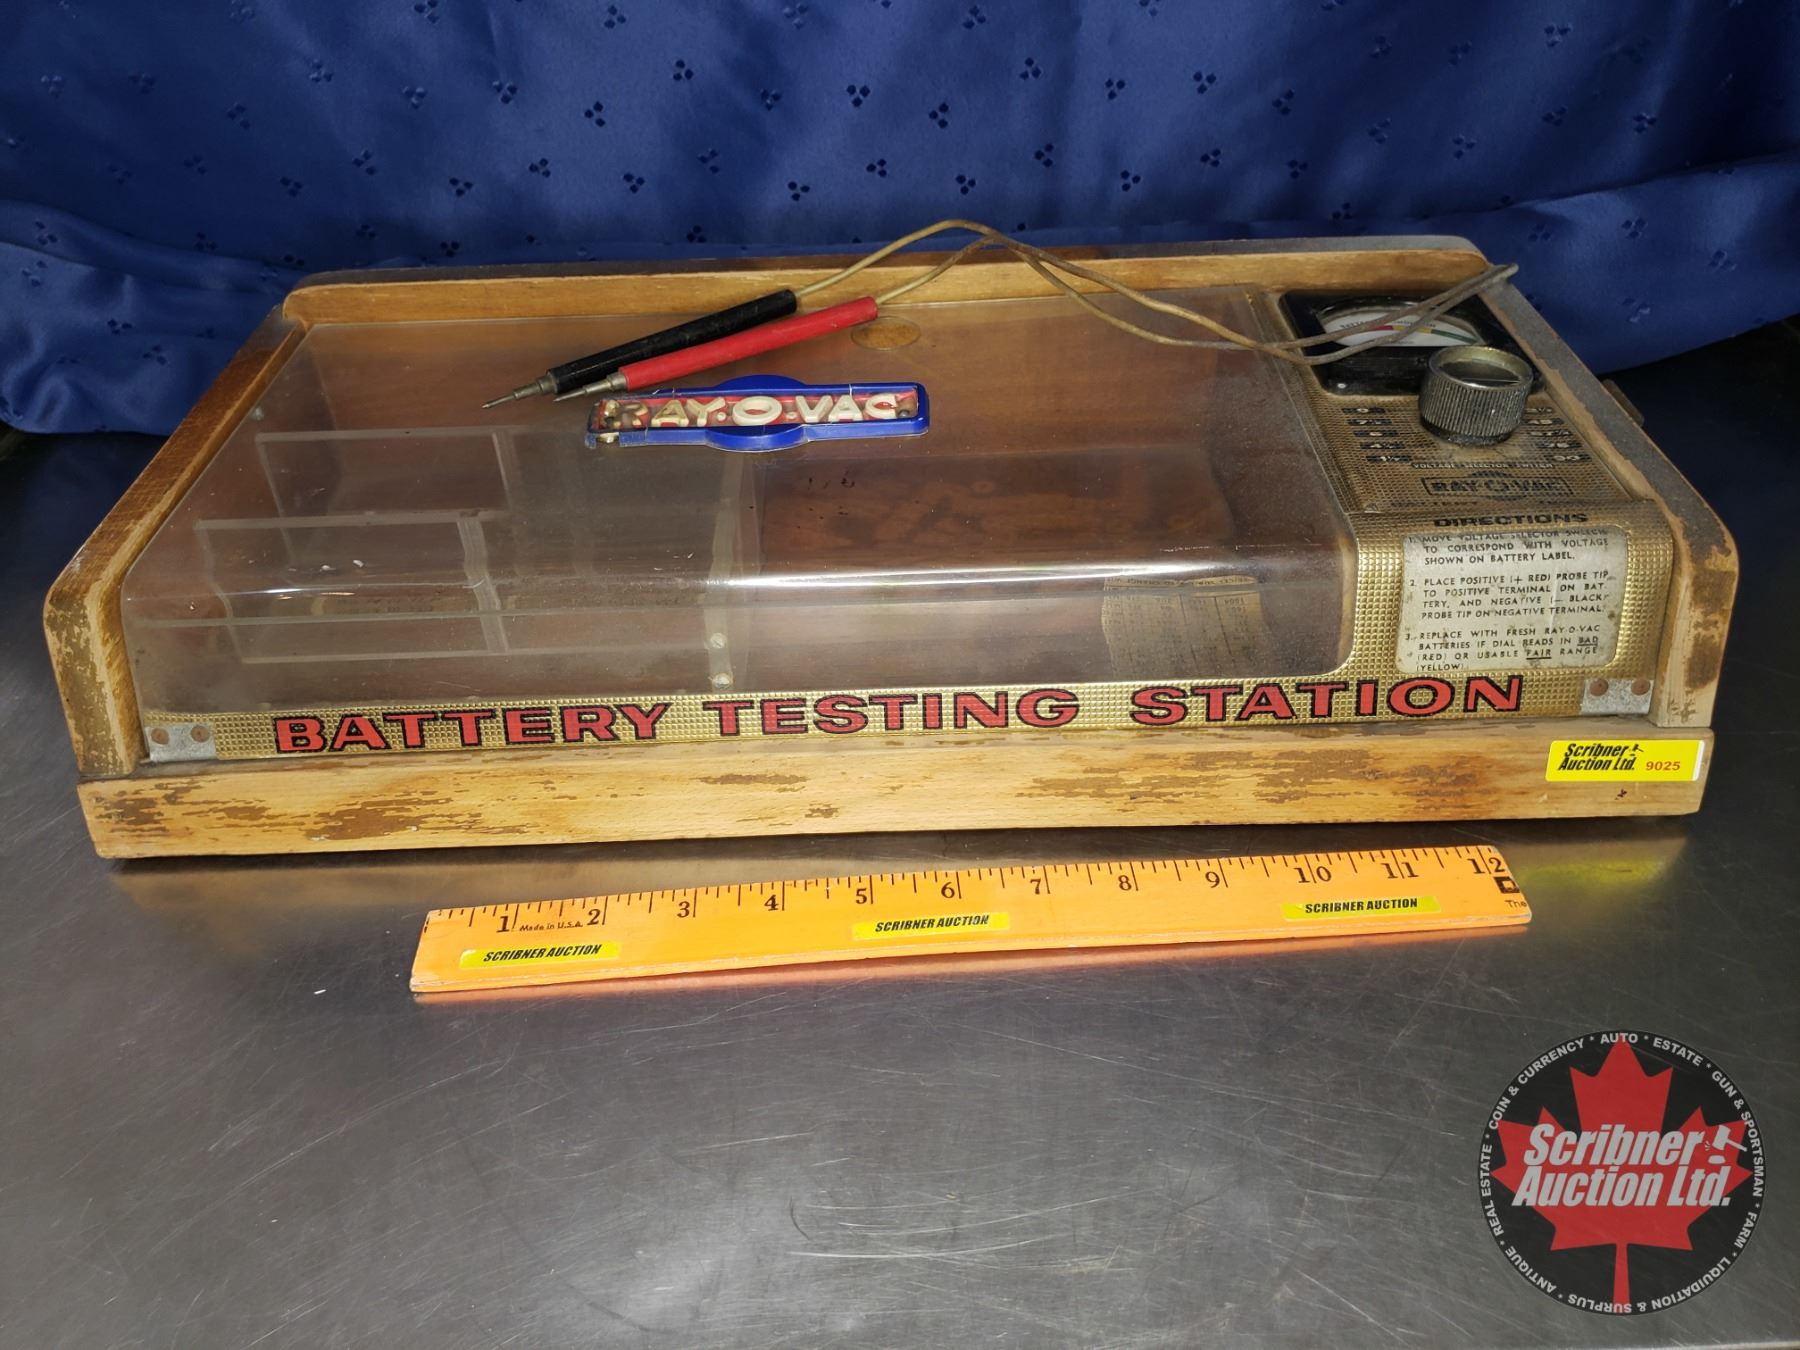 RAY-O-VAC
VOLTAGE SELECTOR SWITCH
RAY-O-VAC
DIRECTIONS
1. MOVE VOLTAGE SELECTOR SWITCH
TO CORRESPOND WITH VOLTAGE
SHOWN ON BATTERY LABEL.
2. PLACE POSITIVE (+ RED) PROBE TIP
TO POSITIVE TERMINAL ON BAT-
TERY, AND NEGATIVE (- BLACK)
PROBE TIP ON NEGATIVE TERMINAL.
3. REPLACE WITH FRESH RAY-O-VAC
BATTERIES IF DIAL READS IN BAD
(RED) OR USABLE FAIR RANGE
(YELLOW).
BATTERY TESTING STATION
Scribner
Auction Ltd. 9025
1 2 3 4 5 6 7 8 9 10 11 12
Made in U.S.A.
The
SCRIBNER AUCTION
SCRIBNER AUCTION
SCRIBNER AUCTION
COIN & CURRENCY * AUTO * ESTATE * GUN & SPORTSMAN * FARM * LIQUIDATION & SURPLUS * ANTIQUE * REAL ESTATE *
Scribner
Auction Ltd.